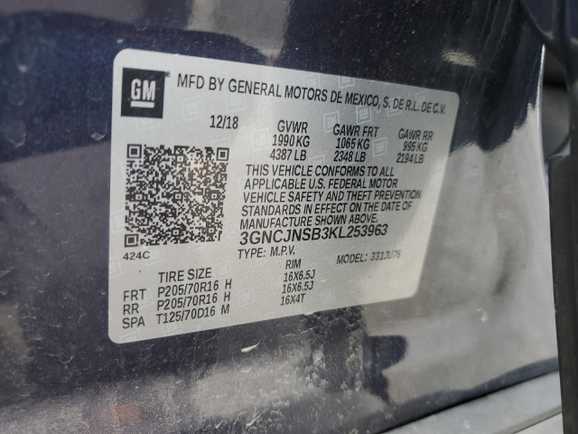 GM
MFD BY GENERAL MOTORS DE MEXICO, S. DE R.L. DE C.V.
12/18 GVWR GAWR FRT GAWR RR
1990 KG 1065 KG 995 KG
4387 LB 2348 LB 2194 LB
THIS VEHICLE CONFORMS TO ALL
APPLICABLE U.S. FEDERAL MOTOR
VEHICLE SAFETY AND THEFT PREVENTION
STANDARDS IN EFFECT ON THE DATE OF
MANUFACTURE SHOWN ABOVE.
3GNCJNSB3KL253963
424C TYPE: M.P.V. MODEL:
TIRE SIZE RIM
FRT P205/70R16 H 16X6.5J
RR P205/70R16 H 16X6.5J
SPA T125/70D16 M 16X4T